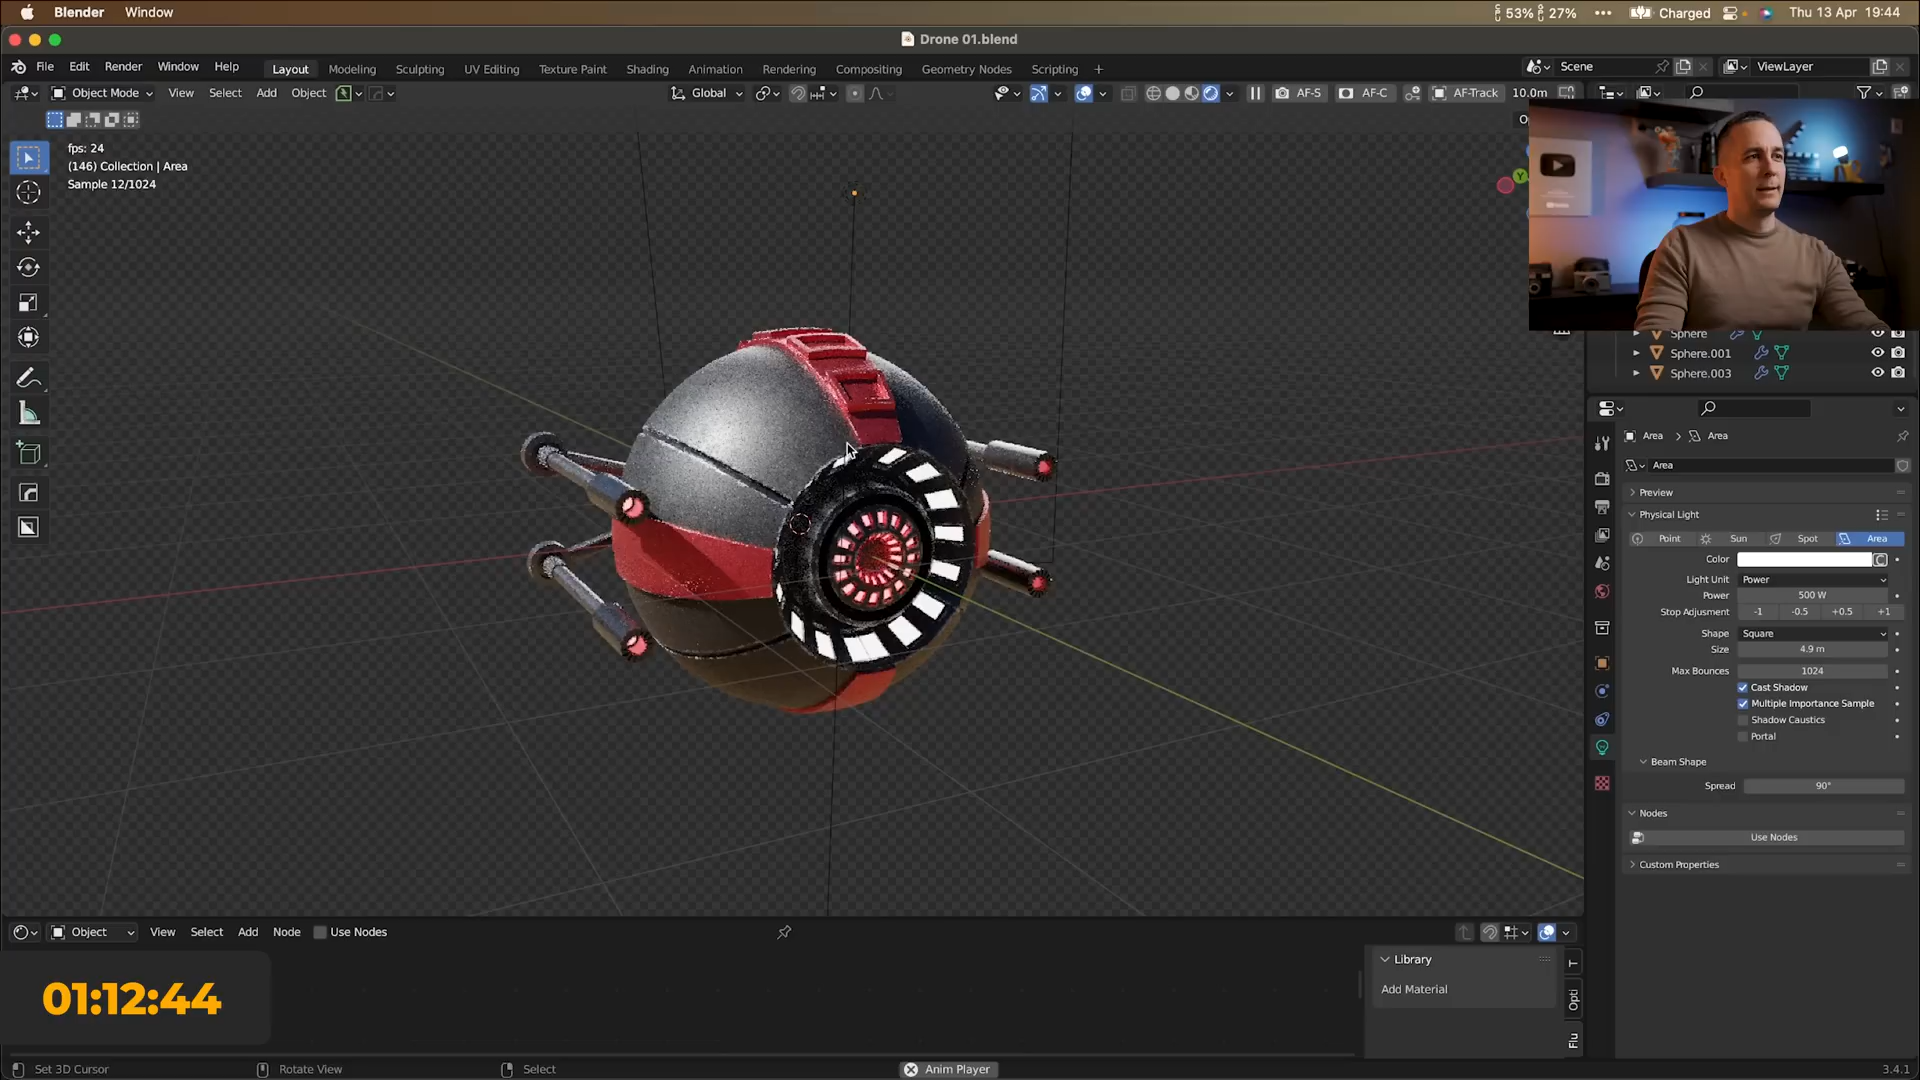 Blender Window
53% 27% Charged Thu 13 Apr 19:44
Drone 01.blend
File Edit Render Window Help
Layout Modeling Sculpting UV Editing Texture Paint Shading Animation Rendering Compositing Geometry Nodes Scripting +
Scene ViewLayer
Object Mode View Select Add Object Global AF-S AF-C AF-Track 10.0m
fps: 24
(146) Collection | Area
Sample 12/1024
Y
Sphere
Sphere.001
Sphere.003
Area > Area
Area
Preview
Physical Light
Point Sun Spot Area
Color
Light Unit Power
Power 500 W
Stop Adjusment -1 -0.5 +0.5 +1
Shape Square
Size 4.9 m
Max Bounces 1024
Cast Shadow
Multiple Importance Sample
Shadow Caustics
Portal
Beam Shape
Spread 90°
Nodes
Use Nodes
Custom Properties
Object View Select Add Node Use Nodes
Library
Add Material
T
Opti
Flu
01:12:44
Set 3D Cursor Rotate View Select Anim Player 3.4.1